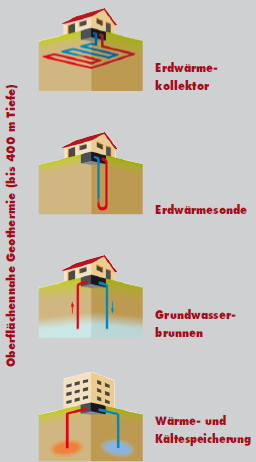 Oberflächennahe Geothermie (bis 400 m Tiefe)
Erdwärme-
kollektor
Erdwärmesonde
Grundwasser-
brunnen
Wärme- und
Kältespeicherung